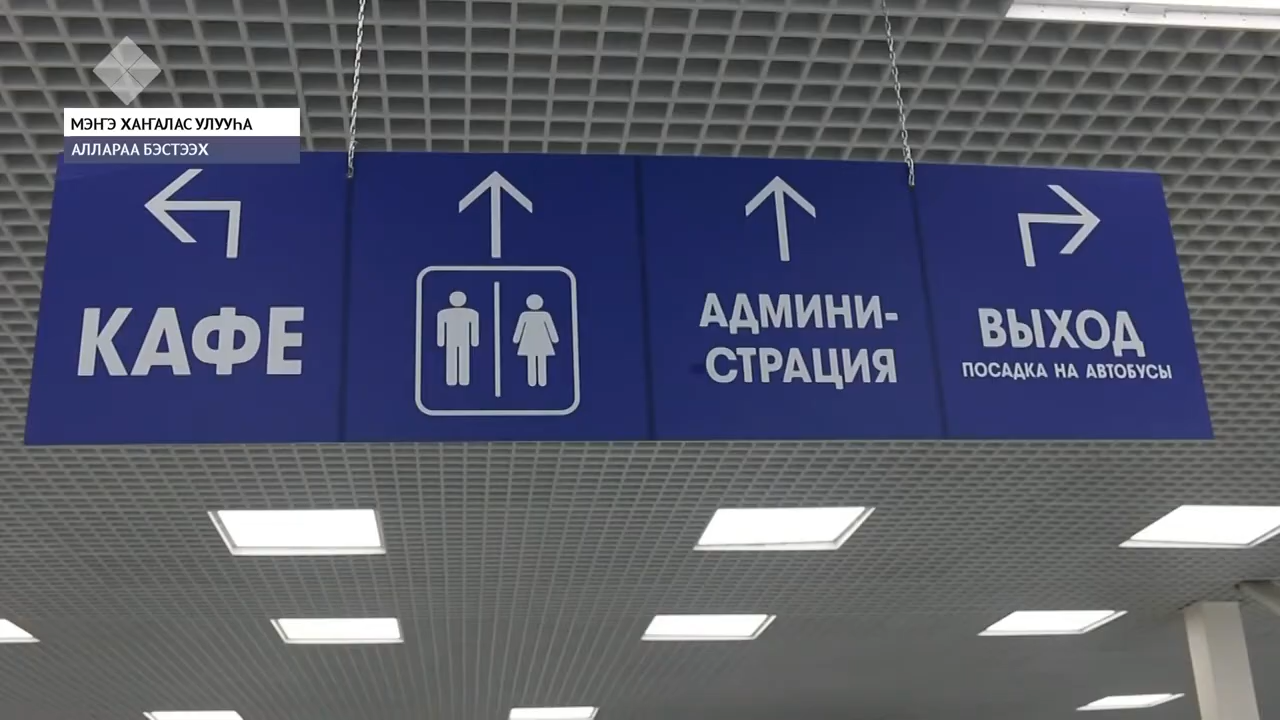 МЭҤЭ ХАҤАЛАС УЛУУҺА
АЛЛАРАА БЭСТЭЭХ
КАФЕ
АДМИНИ-
СТРАЦИЯ
ВЫХОД
ПОСАДКА НА АВТОБУСЫ